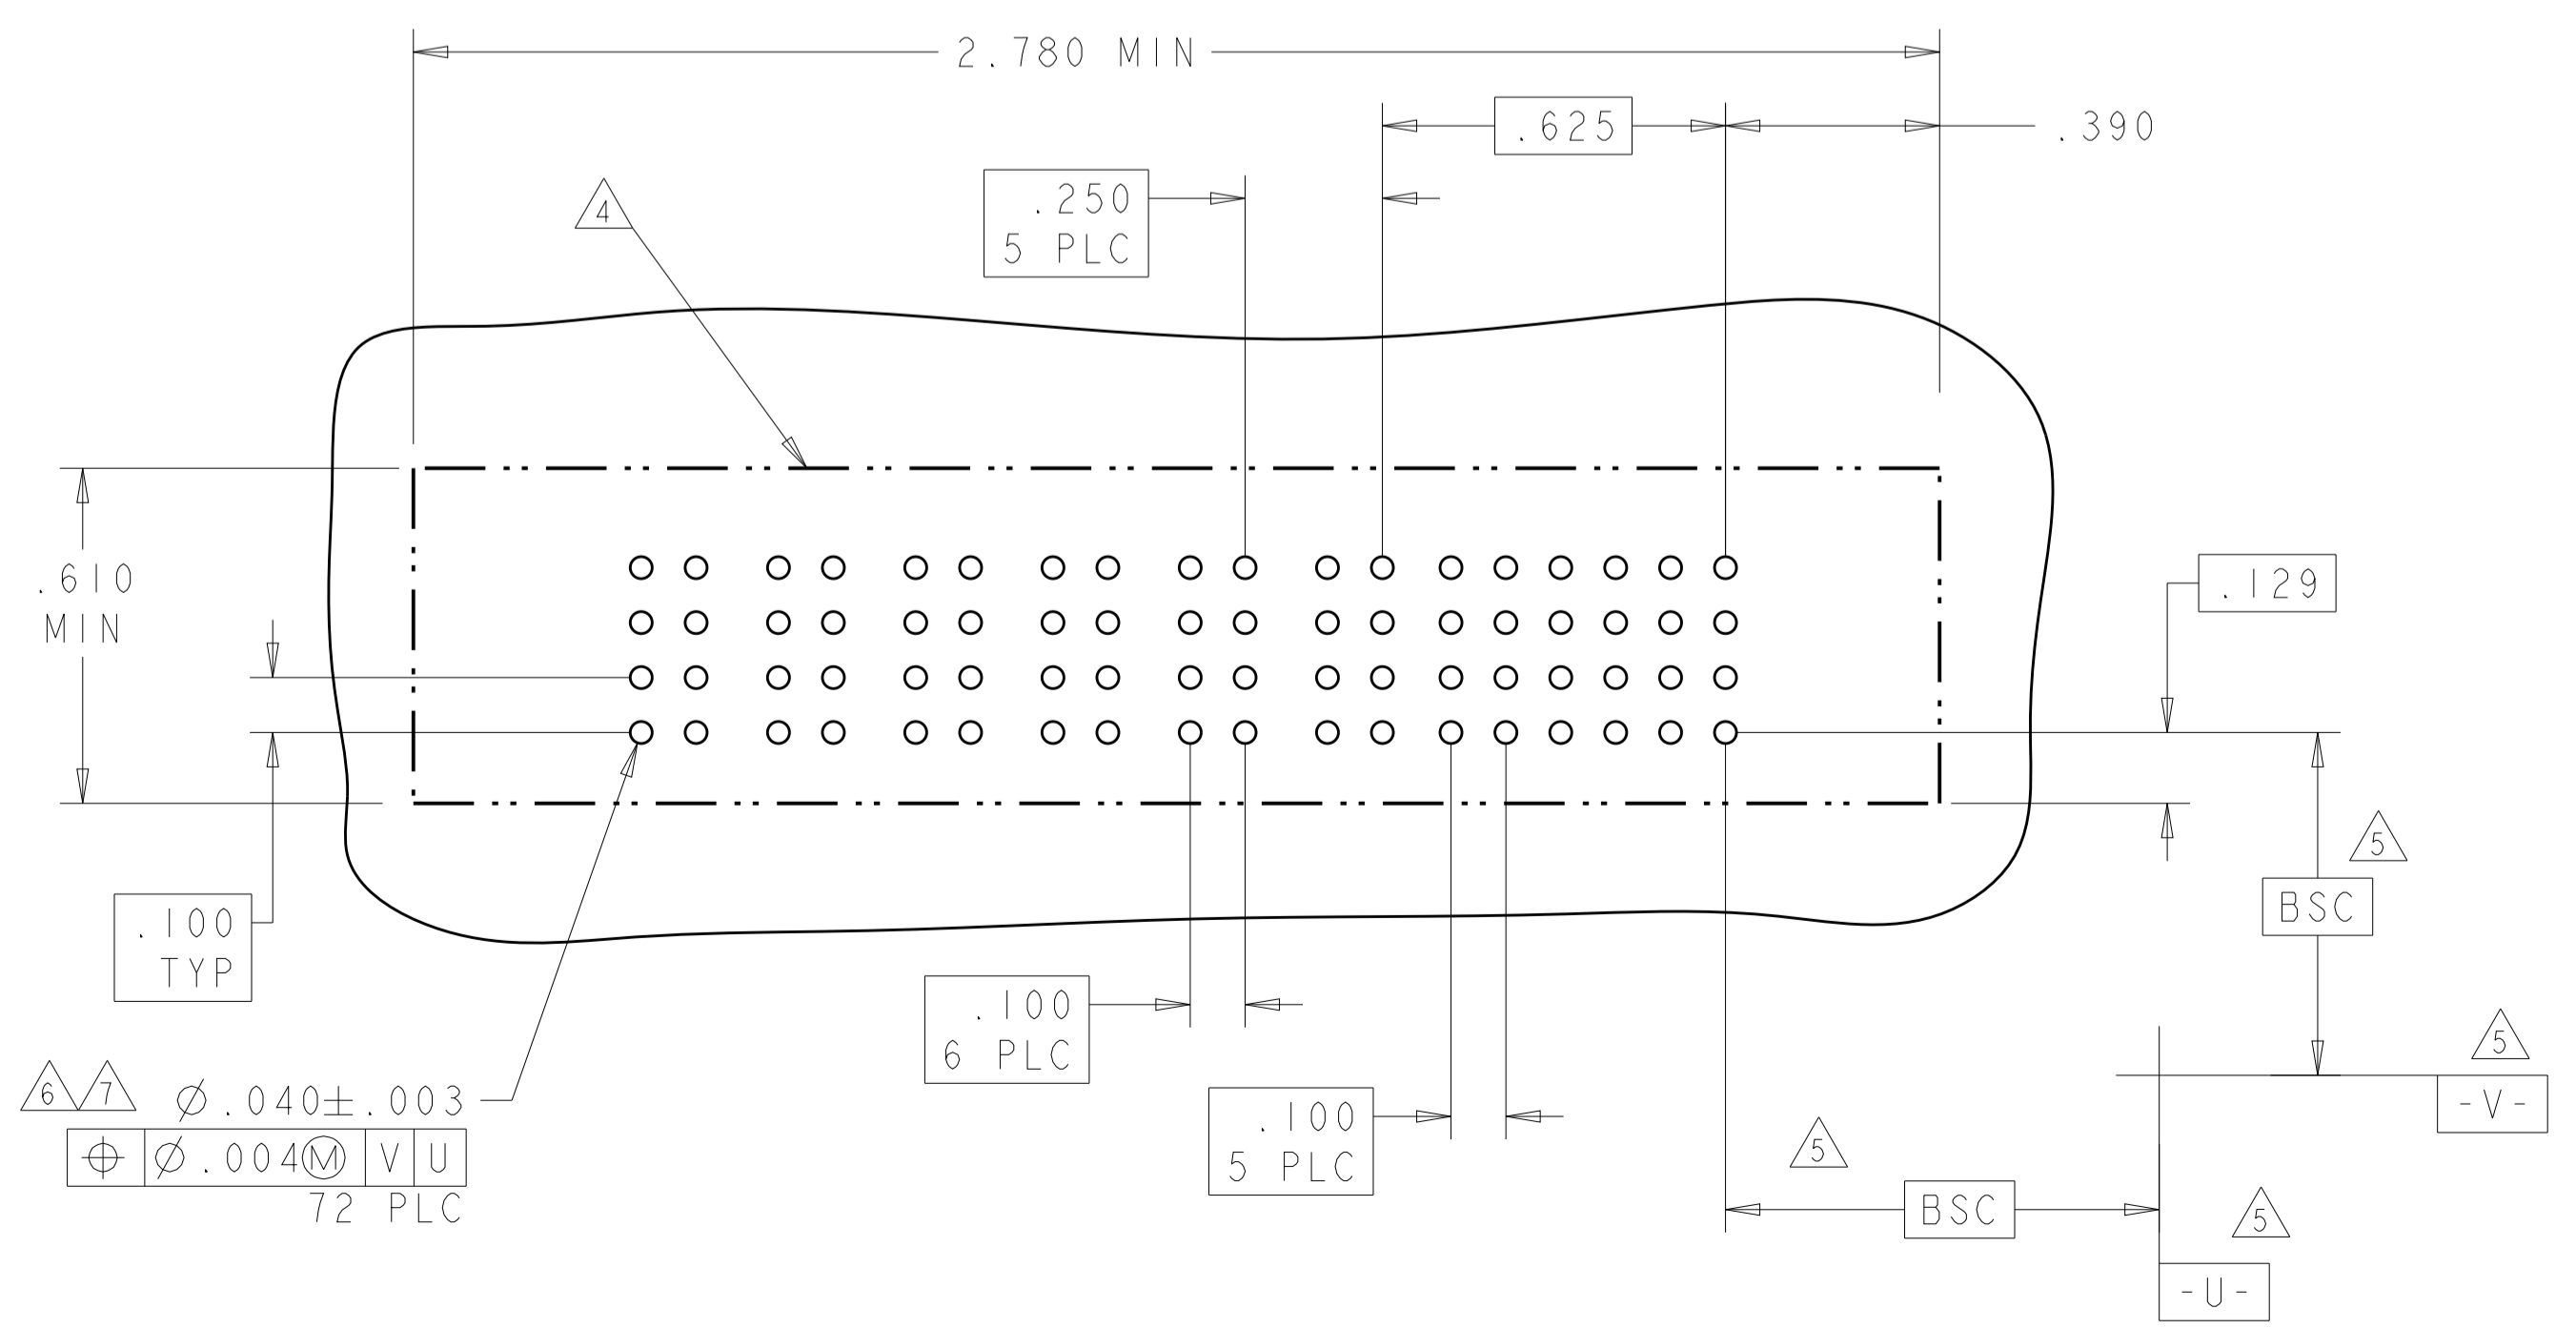 2.780 MIN
.625
.390
.250
5 PLC
4
.610
MIN
.129
5
BSC
.100
TYP
.100
6 PLC
5
-V-
6 7 ⌀.040±.003
⌖ ⌀.004Ⓜ V U
72 PLC
.100
5 PLC
5
BSC
5
-U-